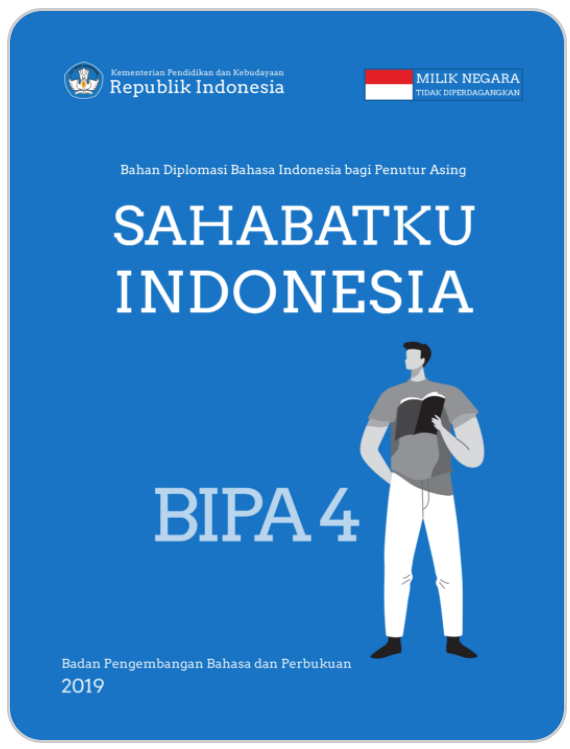 Kementerian Pendidikan dan Kebudayaan
Republik Indonesia
MILIK NEGARA
TIDAK DIPERDAGANGKAN
Bahan Diplomasi Bahasa Indonesia bagi Penutur Asing
SAHABATKU
INDONESIA
BIPA 4
Badan Pengembangan Bahasa dan Perbukuan
2019